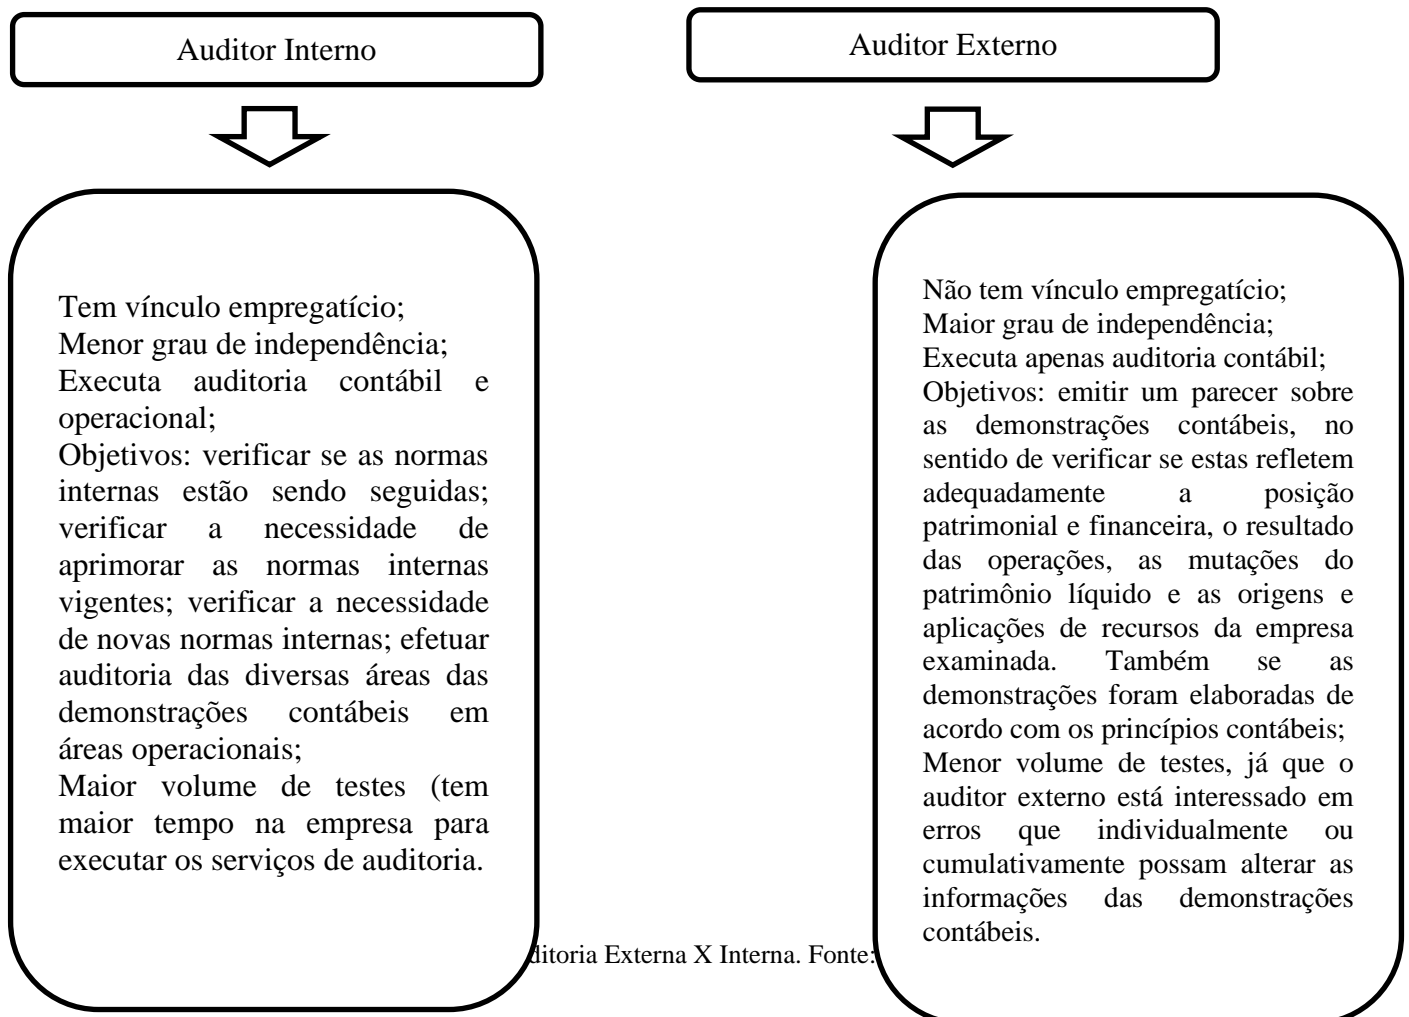 Auditor Interno
Tem vínculo empregatício;
Menor grau de independência;
Executa auditoria contábil e
operacional;
Objetivos: verificar se as normas
internas estão sendo seguidas;
verificar a necessidade de
aprimorar as normas internas
vigentes; verificar a necessidade
de novas normas internas; efetuar
auditoria das diversas áreas das
demonstrações contábeis em
áreas operacionais;
Maior volume de testes (tem
maior tempo na empresa para
executar os serviços de auditoria.
Auditor Externo
Não tem vínculo empregatício;
Maior grau de independência;
Executa apenas auditoria contábil;
Objetivos: emitir um parecer sobre
as demonstrações contábeis, no
sentido de verificar se estas refletem
adequadamente a posição
patrimonial e financeira, o resultado
das operações, as mutações do
patrimônio líquido e as origens e
aplicações de recursos da empresa
examinada. Também se as
demonstrações foram elaboradas de
acordo com os princípios contábeis;
Menor volume de testes, já que o
auditor externo está interessado em
erros que individualmente ou
cumulativamente possam alterar as
informações das demonstrações
contábeis.
Externa X Interna. Fonte: